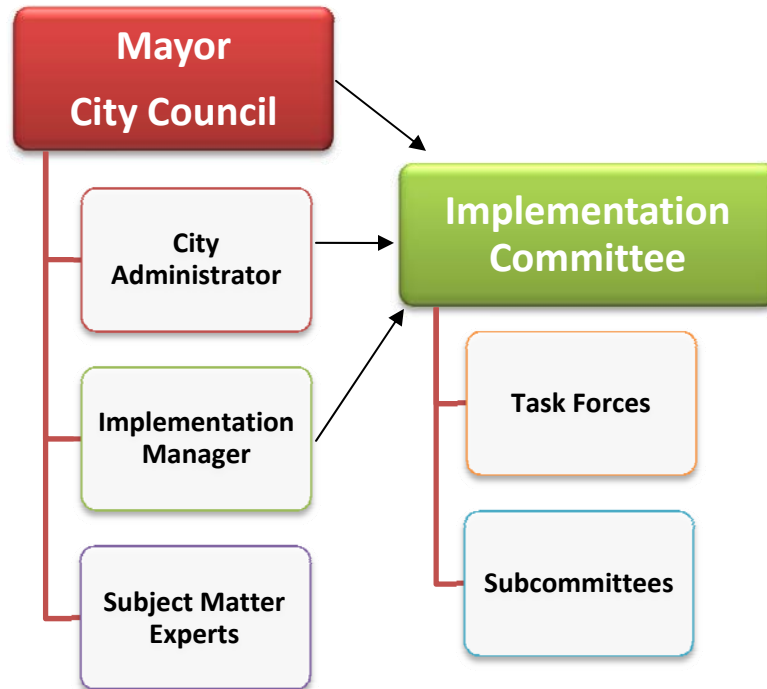 Mayor
City Council
City
Administrator
Implementation
Manager
Subject Matter
Experts
Implementation
Committee
Task Forces
Subcommittees